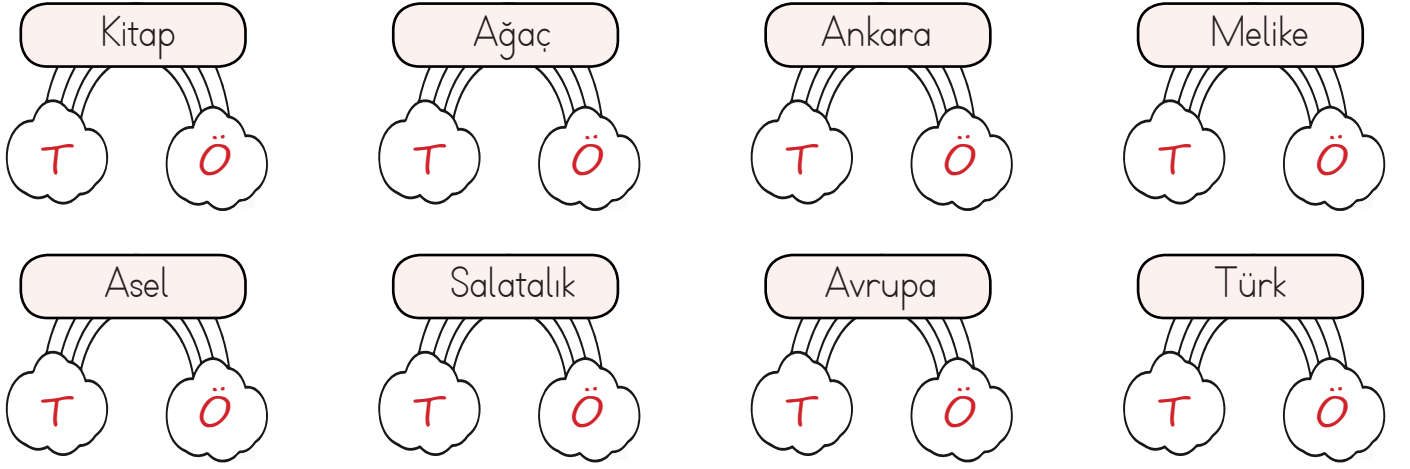 Kitap Ağaç Ankara Melike
T Ö T Ö T Ö T Ö
Asel Salatalık Avrupa Türk
T Ö T Ö T Ö T Ö